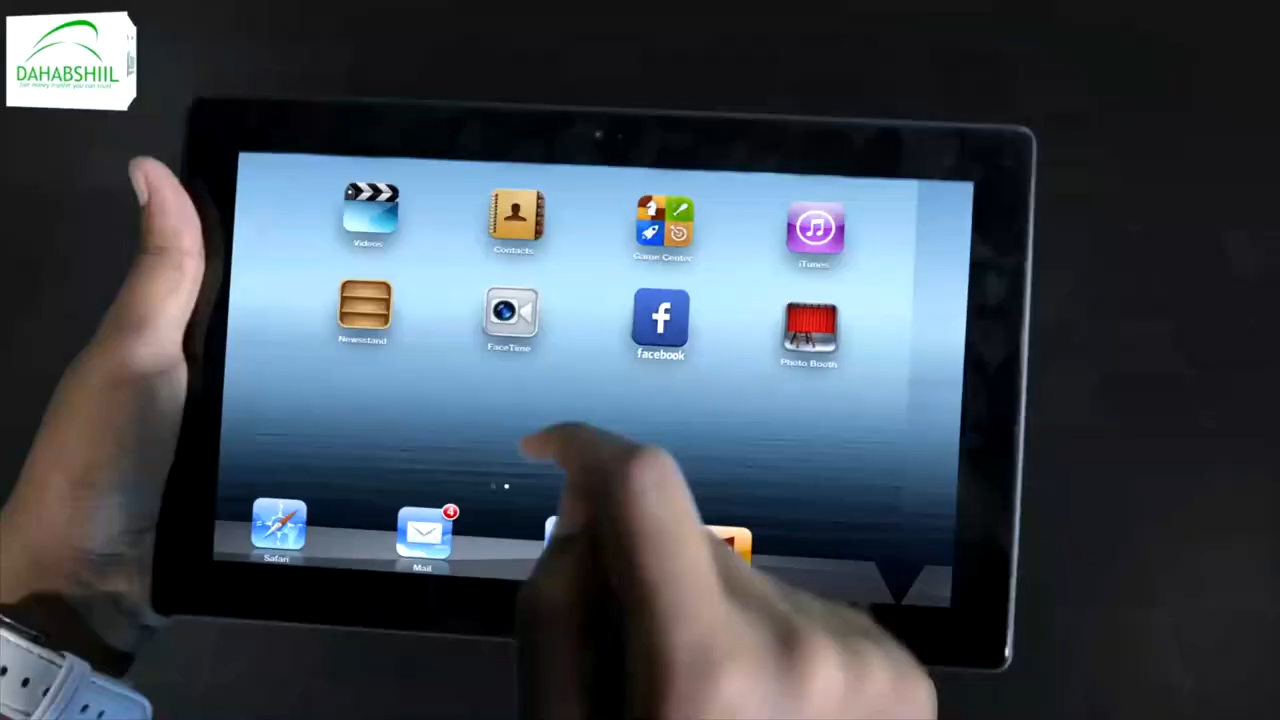 DAHABSHIIL
Videos
Contacts
Game Center
iTunes
Newsstand
FaceTime
facebook
Photo Booth
4
Safari
Mail